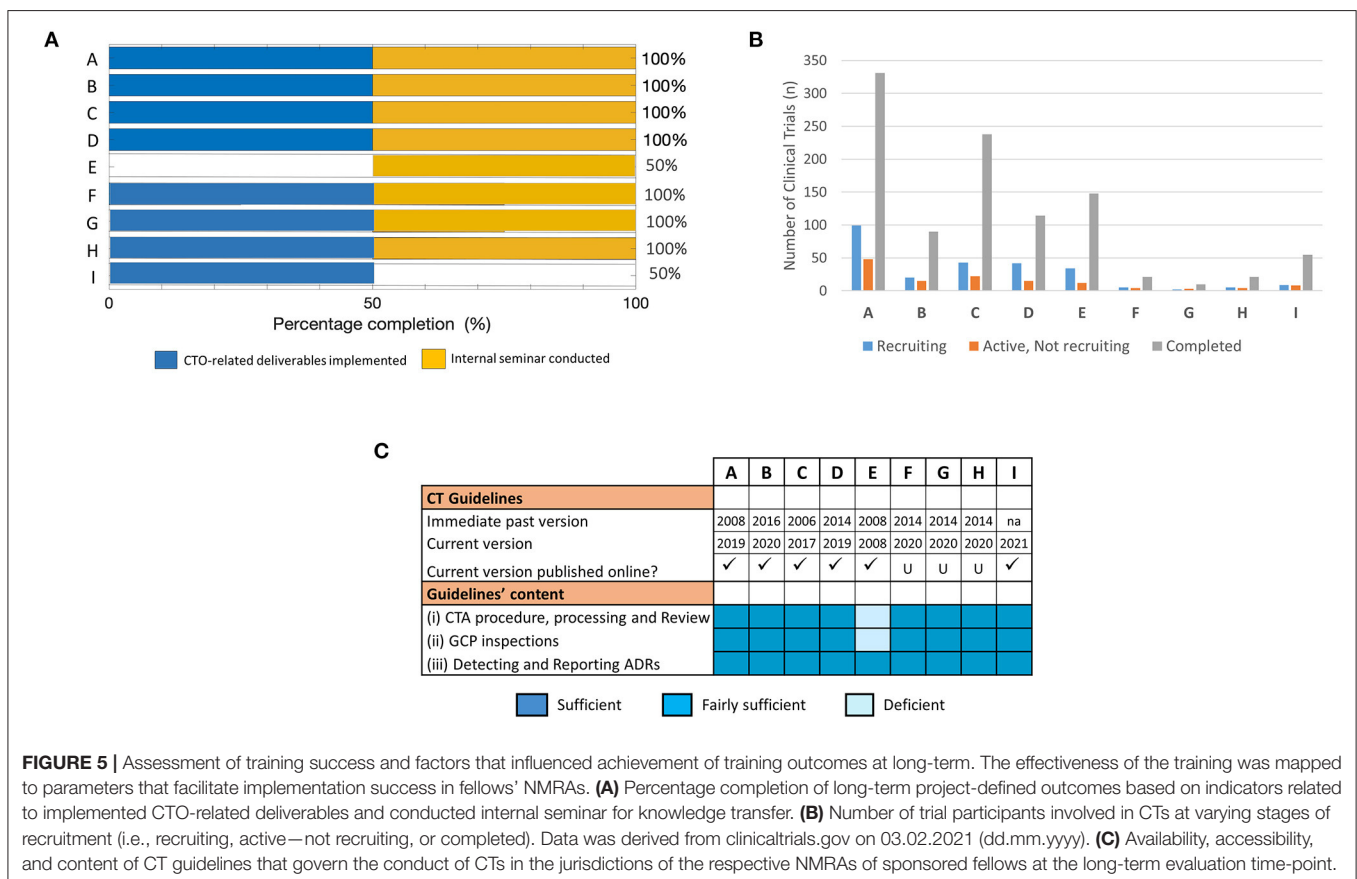 A
A 100%
B 100%
C 100%
D 100%
E 50%
F 100%
G 100%
H 100%
I 50%
0 50 100
Percentage completion (%)
CTO-related deliverables implemented Internal seminar conducted
B
Number of Clinical Trials (n)
350
300
250
200
150
100
50
0
A B C D E F G H I
Recruiting Active, Not recruiting Completed
C
A B C D E F G H I
CT Guidelines
Immediate past version 2008 2016 2006 2014 2008 2014 2014 2014 na
Current version 2019 2020 2017 2019 2008 2020 2020 2020 2021
Current version published online? ✓ ✓ ✓ ✓ ✓ U U U ✓
Guidelines' content
(i) CTA procedure, processing and Review
(ii) GCP inspections
(iii) Detecting and Reporting ADRs
Sufficient Fairly sufficient Deficient
FIGURE 5 | Assessment of training success and factors that influenced achievement of training outcomes at long-term. The effectiveness of the training was mapped
to parameters that facilitate implementation success in fellows' NMRAs. (A) Percentage completion of long-term project-defined outcomes based on indicators related
to implemented CTO-related deliverables and conducted internal seminar for knowledge transfer. (B) Number of trial participants involved in CTs at varying stages of
recruitment (i.e., recruiting, active—not recruiting, or completed). Data was derived from clinicaltrials.gov on 03.02.2021 (dd.mm.yyyy). (C) Availability, accessibility,
and content of CT guidelines that govern the conduct of CTs in the jurisdictions of the respective NMRAs of sponsored fellows at the long-term evaluation time-point.